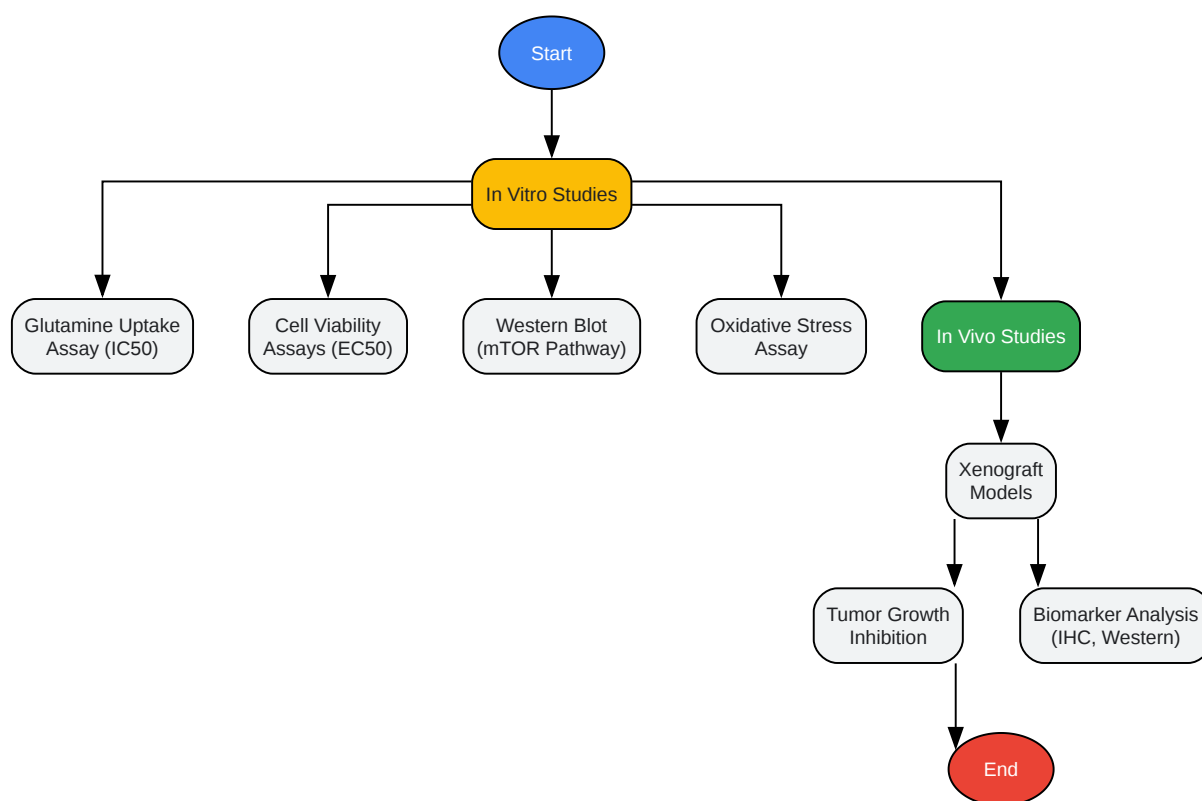 Start
In Vitro Studies
Glutamine Uptake
Assay (IC50)
Cell Viability
Assays (EC50)
Western Blot
(mTOR Pathway)
Oxidative Stress
Assay
In Vivo Studies
Xenograft
Models
Tumor Growth
Inhibition
Biomarker Analysis
(IHC, Western)
End